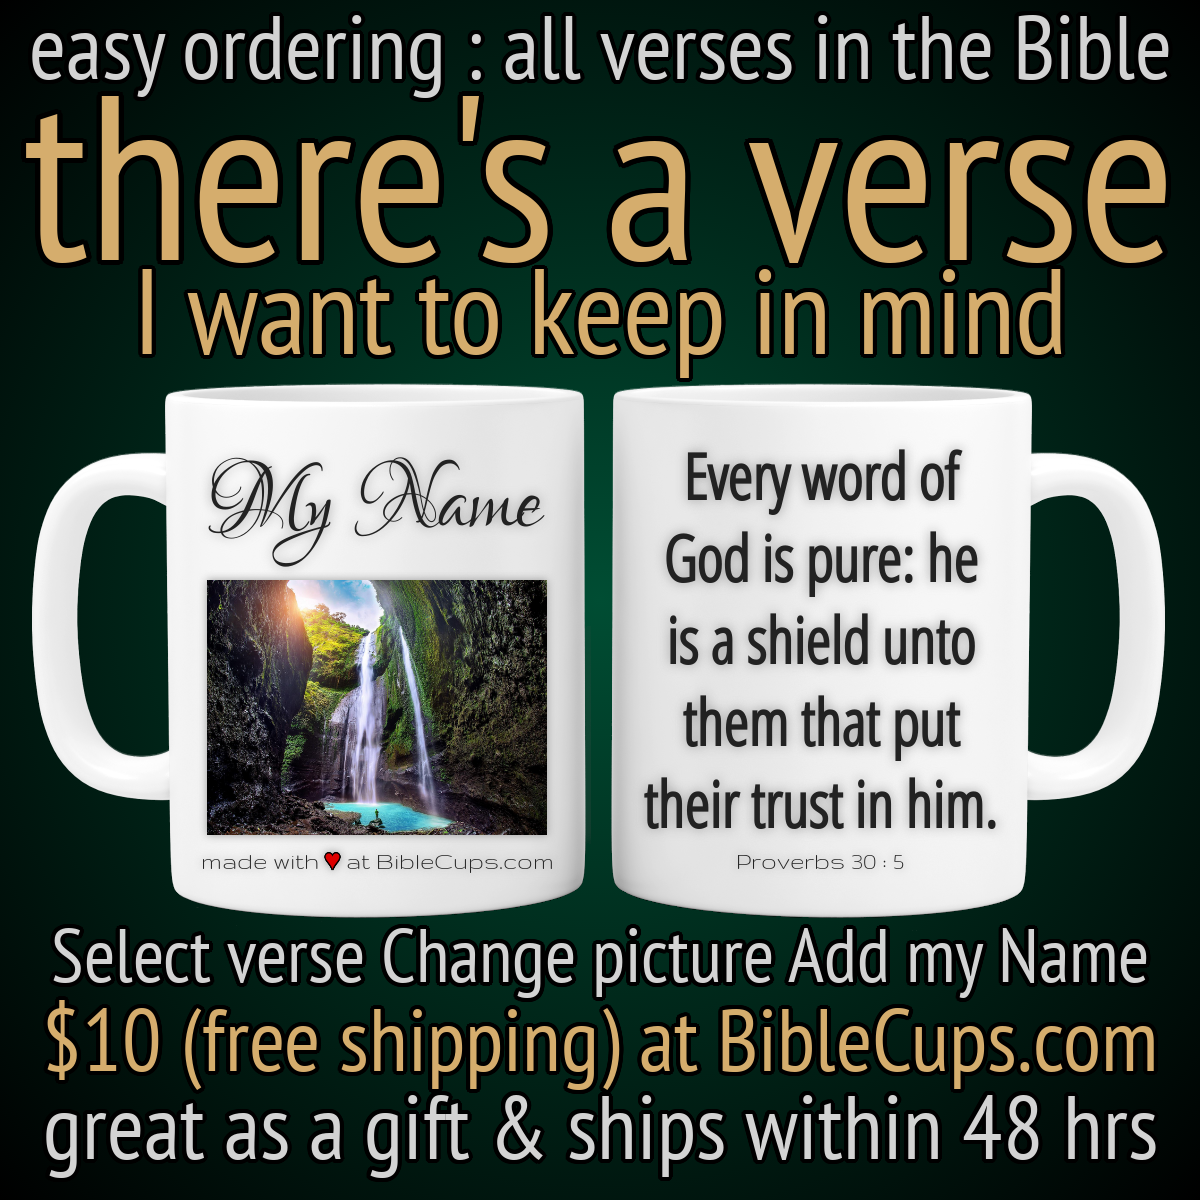 easy ordering : all verses in the Bible
there's a verse
I want to keep in mind
My Name
made with ♥ at BibleCups.com
Every word of
God is pure: he
is a shield unto
them that put
their trust in him.
Proverbs 30 : 5
Select verse Change picture Add my Name
$10 (free shipping) at BibleCups.com
great as a gift & ships within 48 hrs